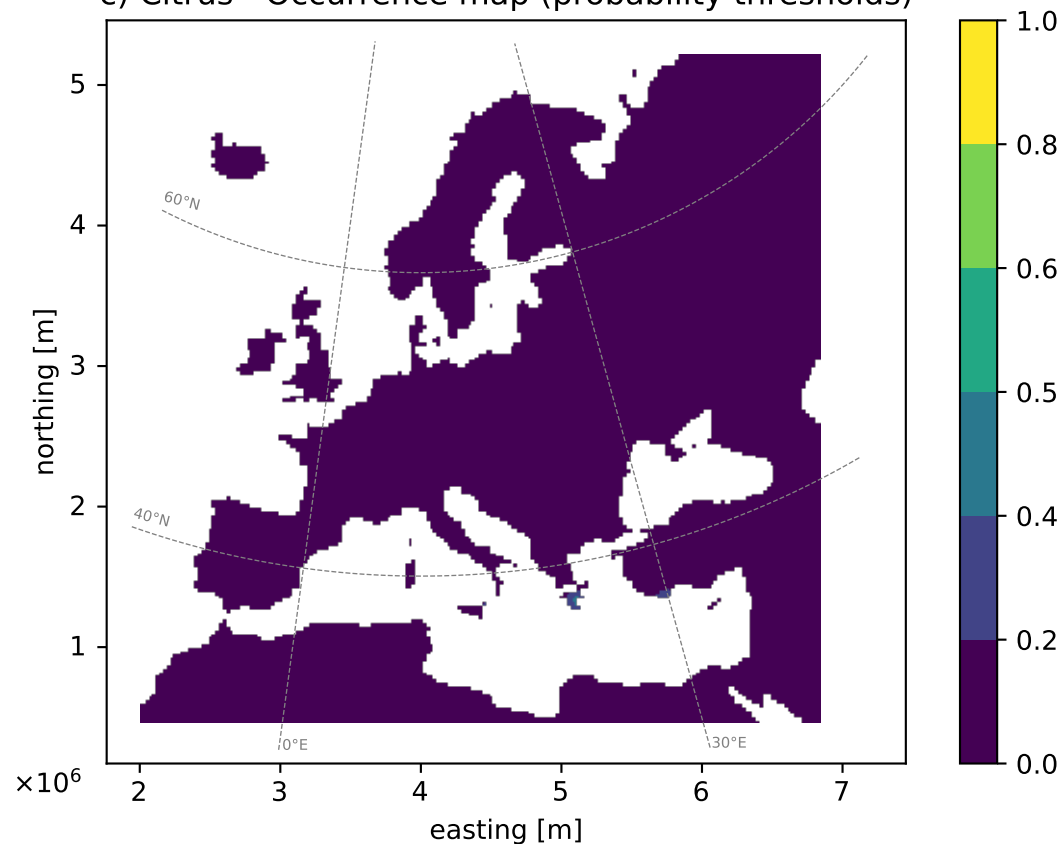 c) Citrus - Occurrence map (probability thresholds)
1.0
0.8
0.6
0.5
0.4
0.2
0.0
5
4
3
2
1
northing [m]
60°N
40°N
0°E
30°E
×10⁶
2 3 4 5 6 7
easting [m]